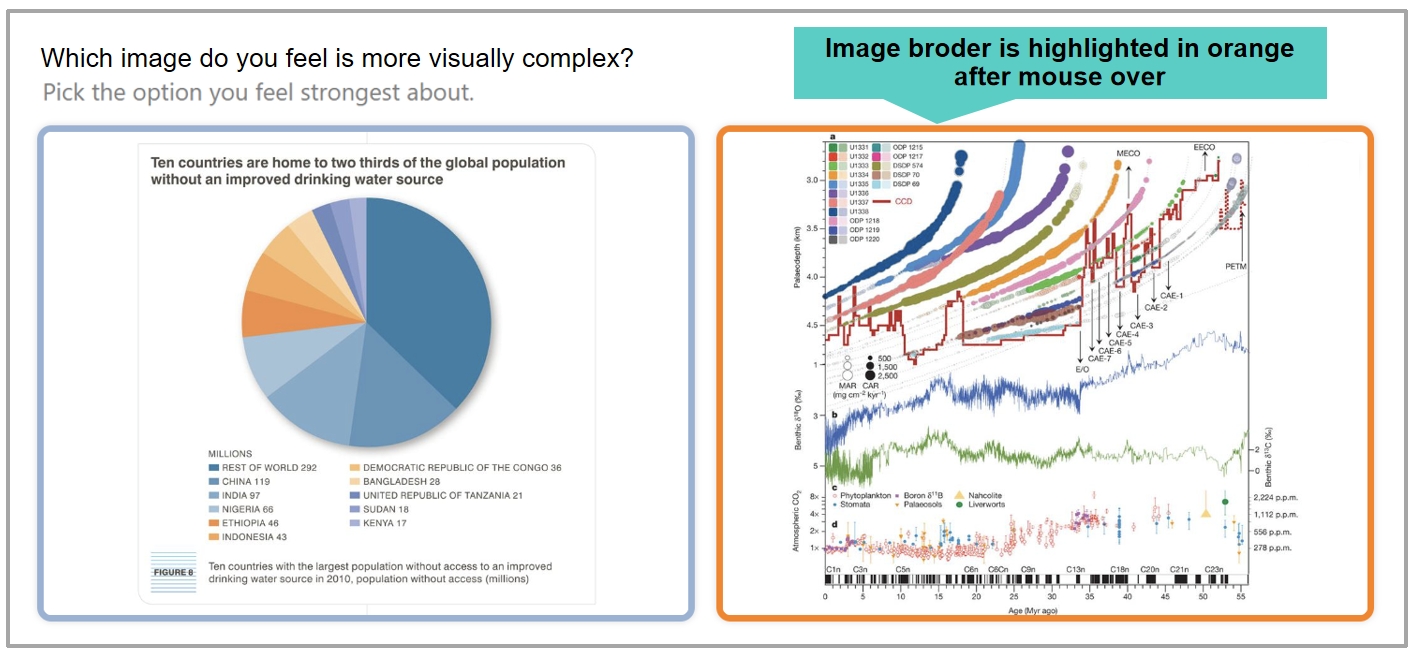 Which image do you feel is more visually complex?
Pick the option you feel strongest about.
Image broder is highlighted in orange
after mouse over
Ten countries are home to two thirds of the global population
without an improved drinking water source
MILLIONS
REST OF WORLD 292
CHINA 119
INDIA 97
NIGERIA 66
ETHIOPIA 46
INDONESIA 43
DEMOCRATIC REPUBLIC OF THE CONGO 36
BANGLADESH 28
UNITED REPUBLIC OF TANZANIA 21
SUDAN 18
KENYA 17
FIGURE 8
Ten countries with the largest population without access to an improved
drinking water source in 2010, population without access (millions)
a
U1331
U1332
U1333
U1334
U1335
U1336
U1337
U1338
ODP 1218
ODP 1219
ODP 1220
ODP 1215
ODP 1217
DSDP 574
DSDP 70
DSDP 69
CCD
MECO
EECO
PETM
Palaeodepth (km)
3.0
3.5
4.0
4.5
CAE-1
CAE-2
CAE-3
CAE-4
CAE-5
CAE-6
CAE-7
E/O
500
1,500
2,500
MAR CAR
(mg cm⁻² kyr⁻¹)
b
Benthic δ¹⁸O (‰)
1
3
5
Benthic δ¹³C (‰)
2
0
c
Phytoplankton
Stomata
Boron δ¹¹B
Palaeosols
Nahcolite
Liverworts
d
Atmospheric CO₂
8×
4×
2×
1×
2,224 p.p.m.
1,112 p.p.m.
556 p.p.m.
278 p.p.m.
C1n C3n C5n C6n C6Cn C9n C13n C18n C20n C21n C23n
0 5 10 15 20 25 30 35 40 45 50 55
Age (Myr ago)